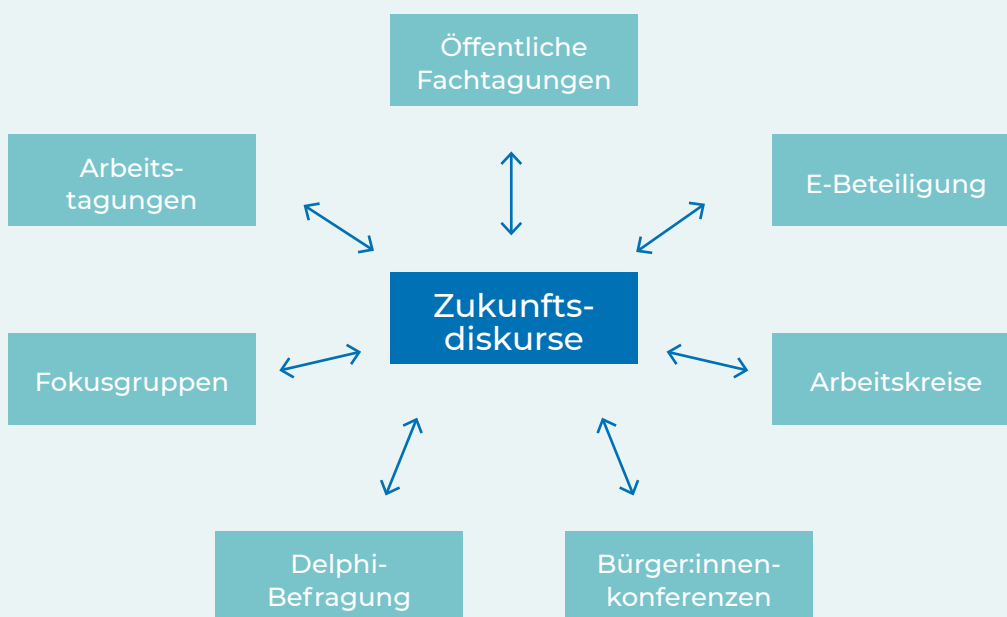 Öffentliche
Fachtagungen
Arbeits-
tagungen
E-Beteiligung
Zukunfts-
diskurse
Fokusgruppen
Arbeitskreise
Delphi-
Befragung
Bürger:innen-
konferenzen